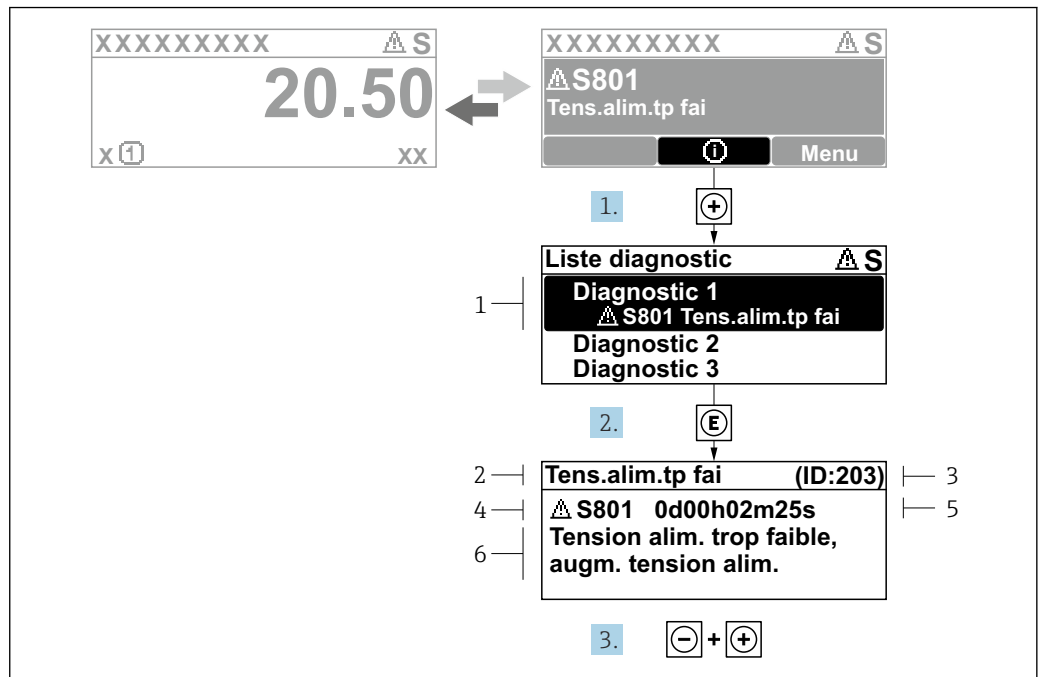 XXXXXXXXX ⚠ S
20.50
X ① XX
XXXXXXXXX ⚠ S
⚠ S801
Tens.alim.tp fai
ⓘ Menu
1. +
Liste diagnostic ⚠ S
1
Diagnostic 1
⚠ S801 Tens.alim.tp fai
Diagnostic 2
Diagnostic 3
2. E
2 Tens.alim.tp fai (ID:203) 3
4 ⚠ S801 0d00h02m25s 5
6
Tension alim. trop faible,
augm. tension alim.
3. - + +